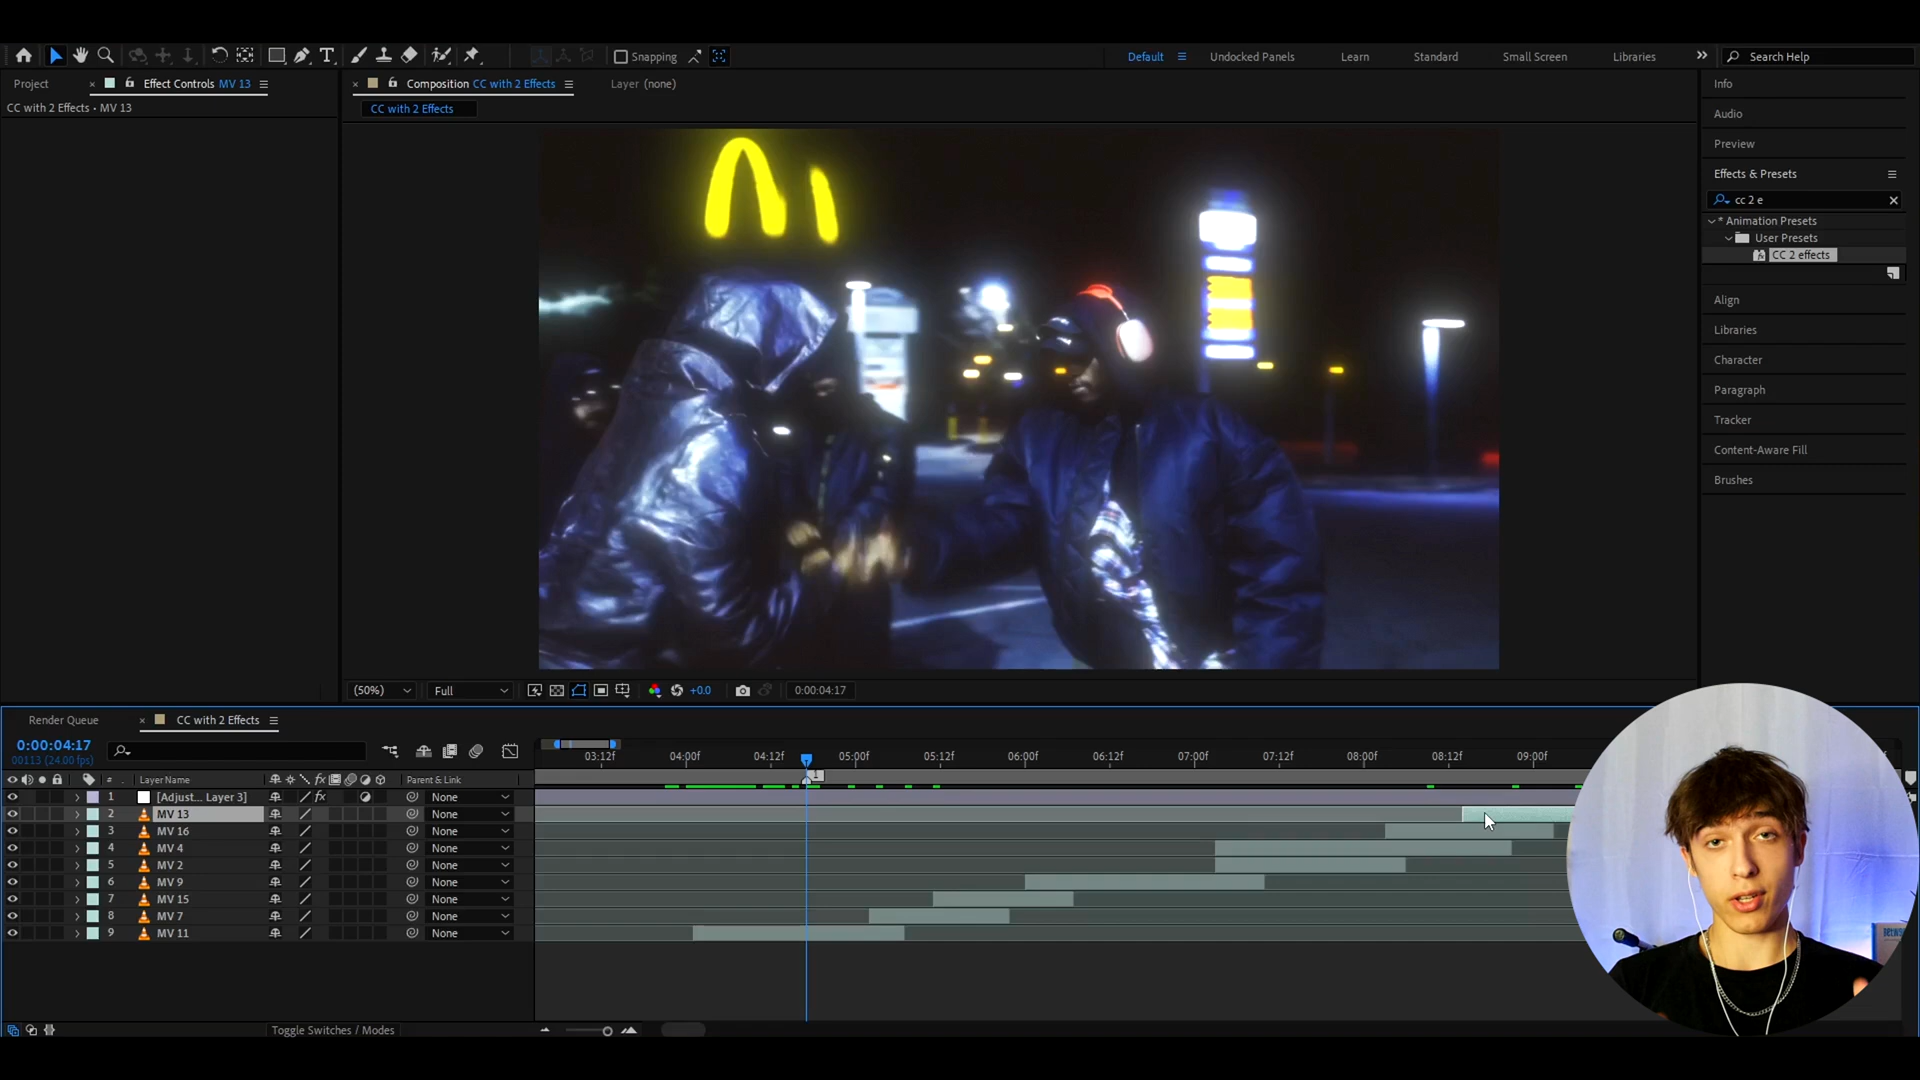 Snapping
Default
Undocked Panels
Learn
Standard
Small Screen
Libraries
Search Help
Project
Effect Controls MV 13
Composition CC with 2 Effects
Layer (none)
Info
CC with 2 Effects • MV 13
CC with 2 Effects
Audio
Preview
Effects & Presets
cc 2 e
* Animation Presets
User Presets
CC 2 effects
Align
Libraries
Character
Paragraph
Tracker
Content-Aware Fill
Brushes
(50%)
Full
+0.0
0:00:04:17
Render Queue
CC with 2 Effects
0:00:04:17
00113 (24.00 fps)
03:12f
04:00f
04:12f
05:00f
05:12f
06:00f
06:12f
07:00f
07:12f
08:00f
08:12f
09:00f
#
Layer Name
fx
Parent & Link
1
1 [Adjust... Layer 3] fx None
2 MV 13 None
3 MV 16 None
4 MV 4 None
5 MV 2 None
6 MV 9 None
7 MV 15 None
8 MV 7 None
9 MV 11 None
Toggle Switches / Modes